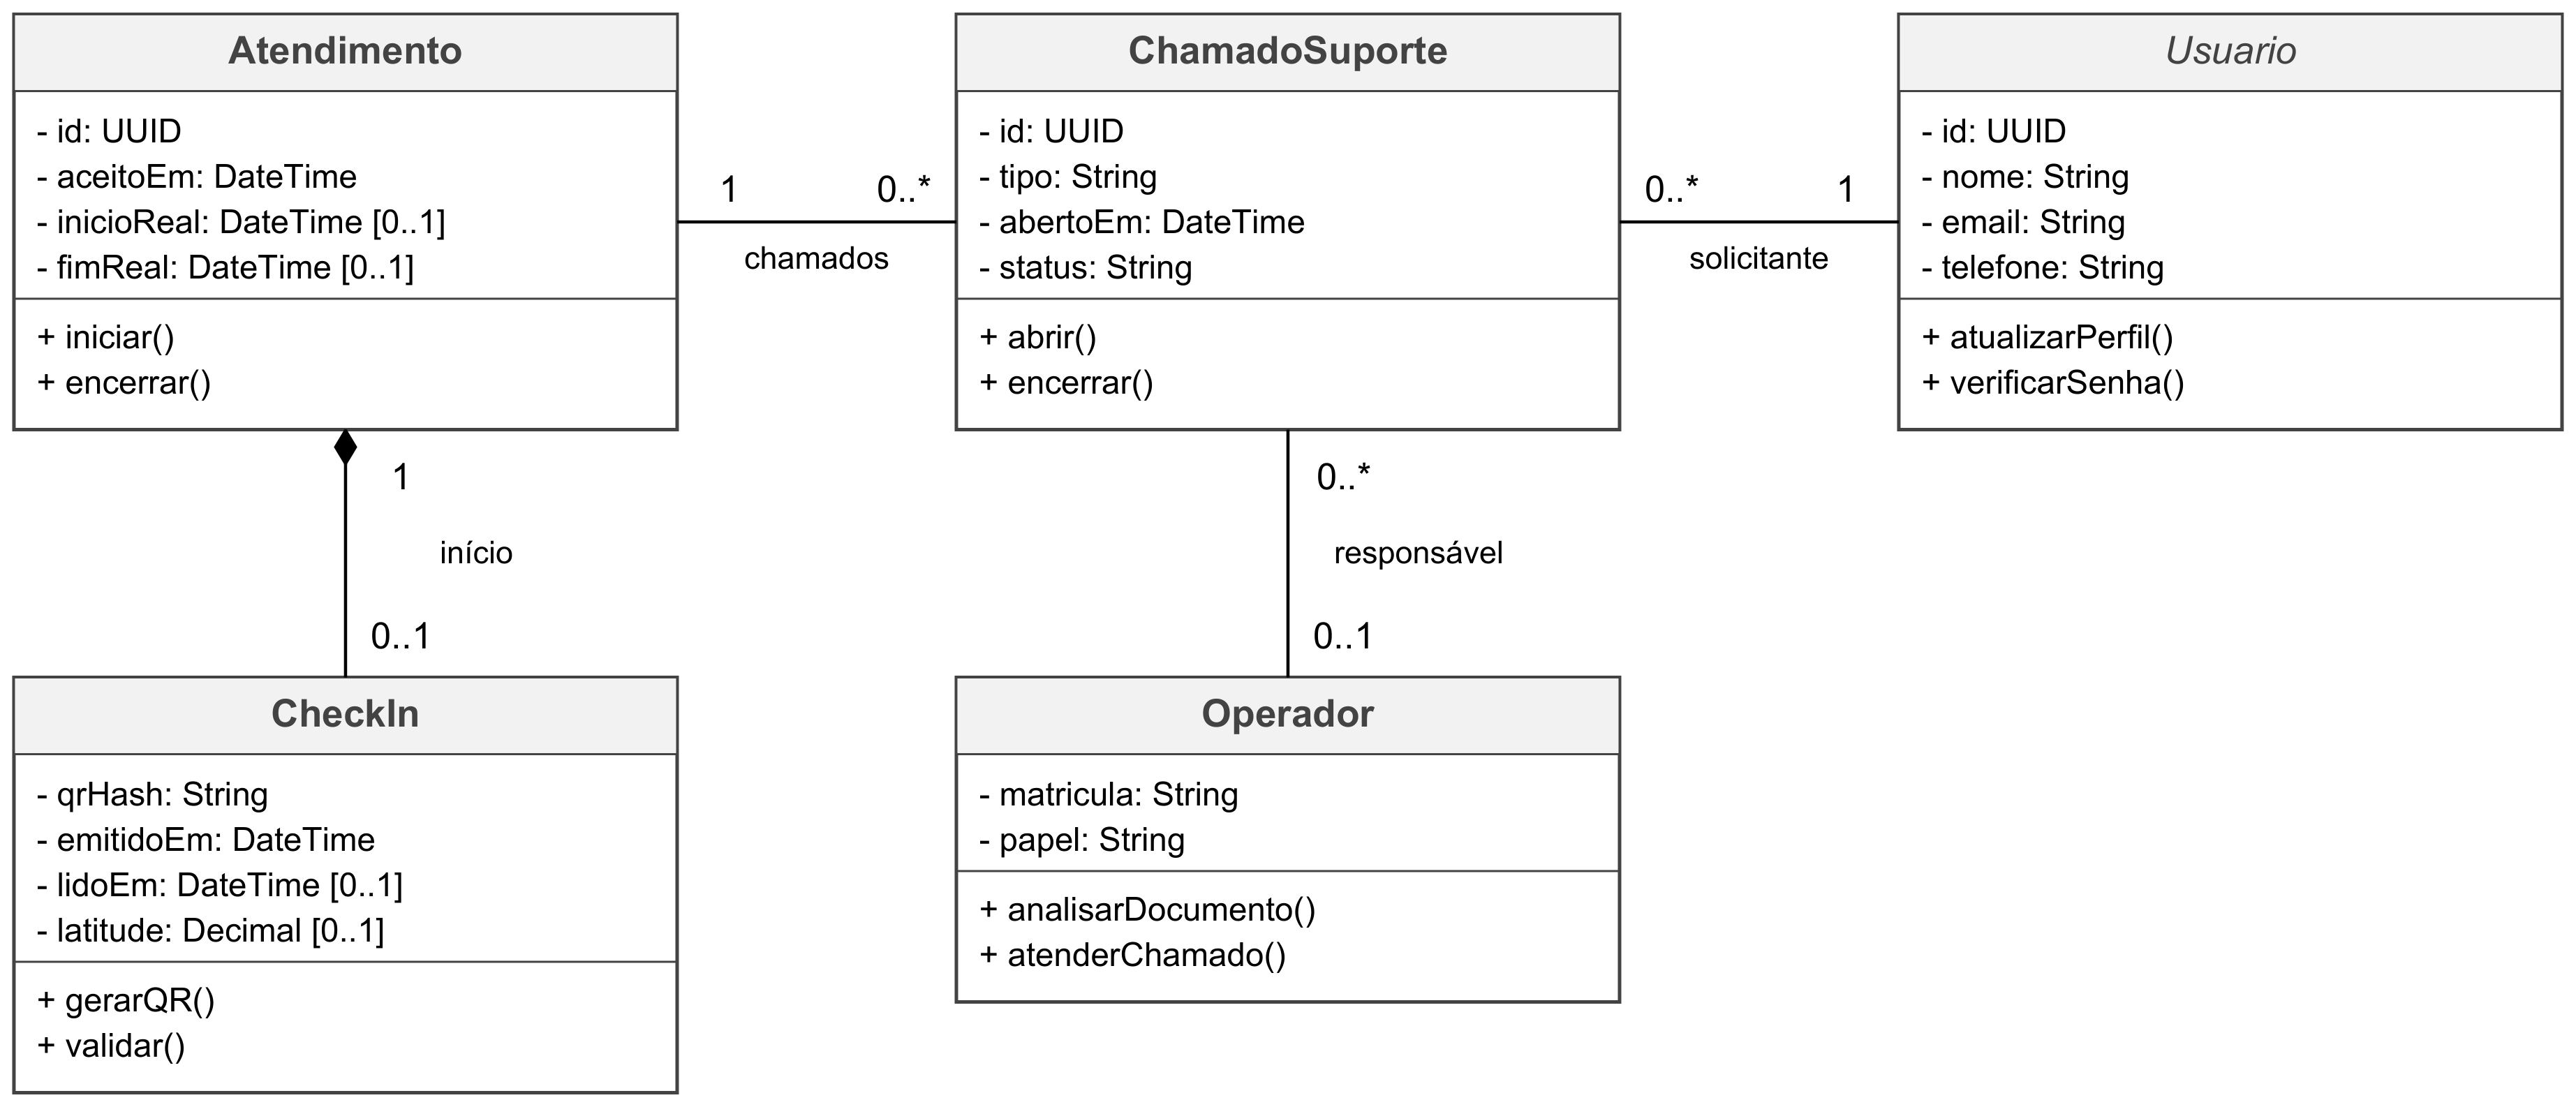 Atendimento
- id: UUID
- aceitoEm: DateTime
- inicioReal: DateTime [0..1]
- fimReal: DateTime [0..1]
+ iniciar()
+ encerrar()
1
0..*
chamados
ChamadoSuporte
- id: UUID
- tipo: String
- abertoEm: DateTime
- status: String
+ abrir()
+ encerrar()
0..*
1
solicitante
Usuario
- id: UUID
- nome: String
- email: String
- telefone: String
+ atualizarPerfil()
+ verificarSenha()
1
início
0..1
0..*
responsável
0..1
CheckIn
- qrHash: String
- emitidoEm: DateTime
- lidoEm: DateTime [0..1]
- latitude: Decimal [0..1]
+ gerarQR()
+ validar()
Operador
- matricula: String
- papel: String
+ analisarDocumento()
+ atenderChamado()